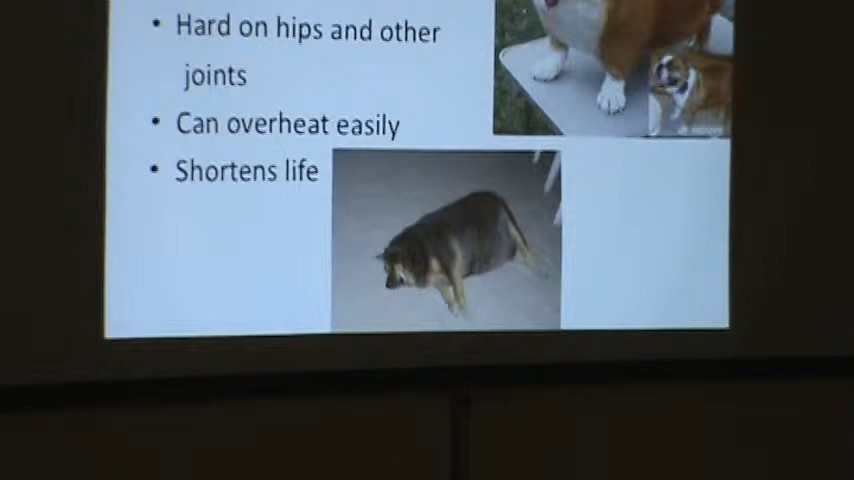 • Hard on hips and other
joints
• Can overheat easily
• Shortens life